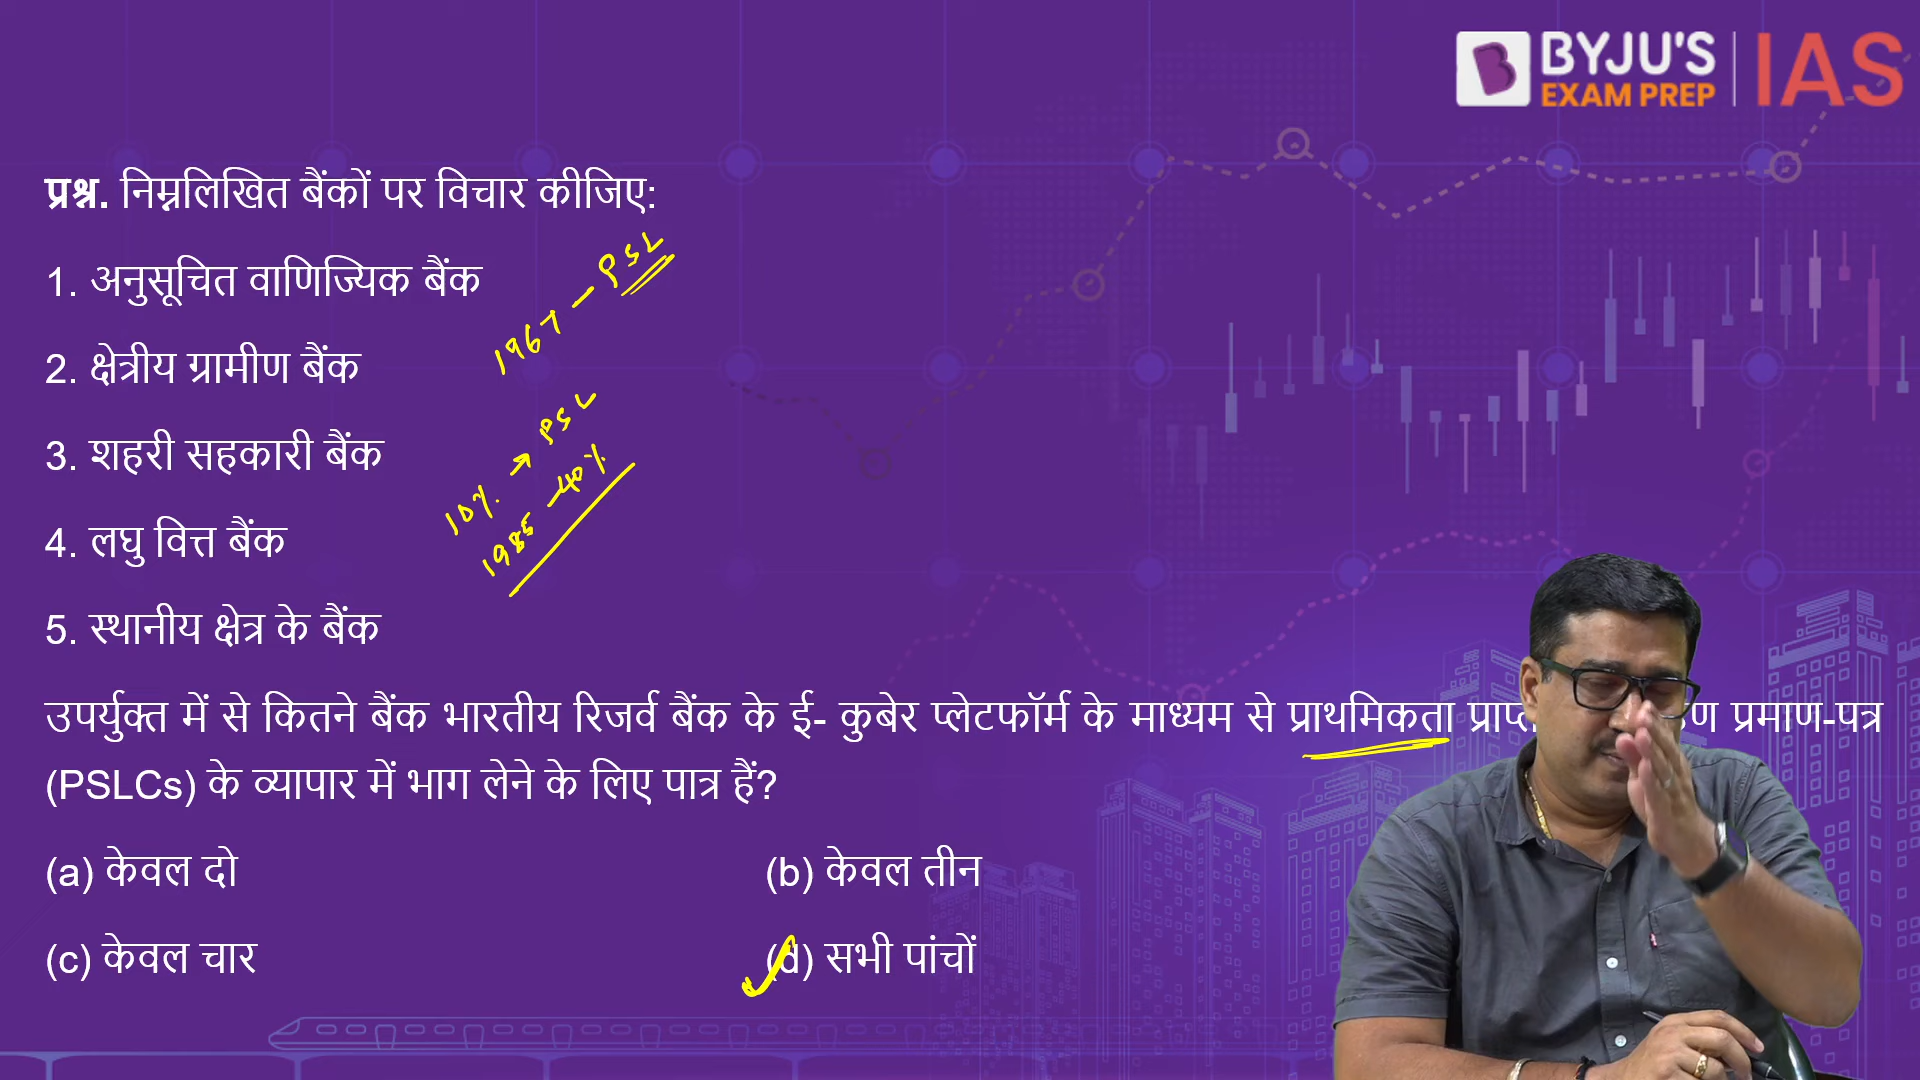 BYJU'S
EXAM PREP
IAS
प्रश्न. निम्नलिखित बैंकों पर विचार कीजिए:
1. अनुसूचित वाणिज्यिक बैंक
1967 - PSL
2. क्षेत्रीय ग्रामीण बैंक
3. शहरी सहकारी बैंक
10% → PSL
1985 - 40%
4. लघु वित्त बैंक
5. स्थानीय क्षेत्र के बैंक
उपर्युक्त में से कितने बैंक भारतीय रिजर्व बैंक के ई- कुबेर प्लेटफॉर्म के माध्यम से प्राथमिकता प्रमाण-पत्र
(PSLCs) के व्यापार में भाग लेने के लिए पात्र हैं?
(a) केवल दो (b) केवल तीन
(c) केवल चार (d) सभी पांचों